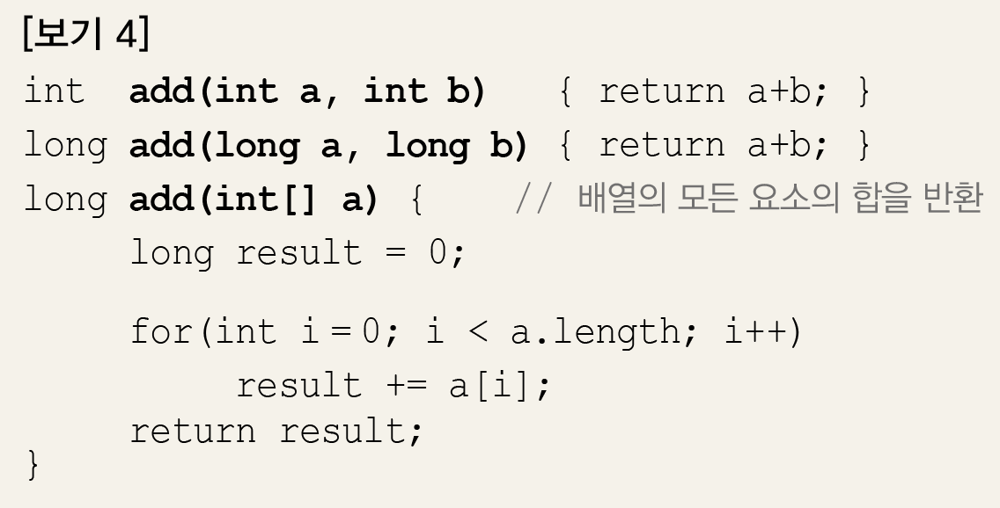 [보기 4]
int  add(int a, int b)   { return a+b; }
long add(long a, long b) { return a+b; }
long add(int[] a) {    // 배열의 모든 요소의 합을 반환
     long result = 0;
     for(int i=0; i < a.length; i++)
          result += a[i];
     return result;
}